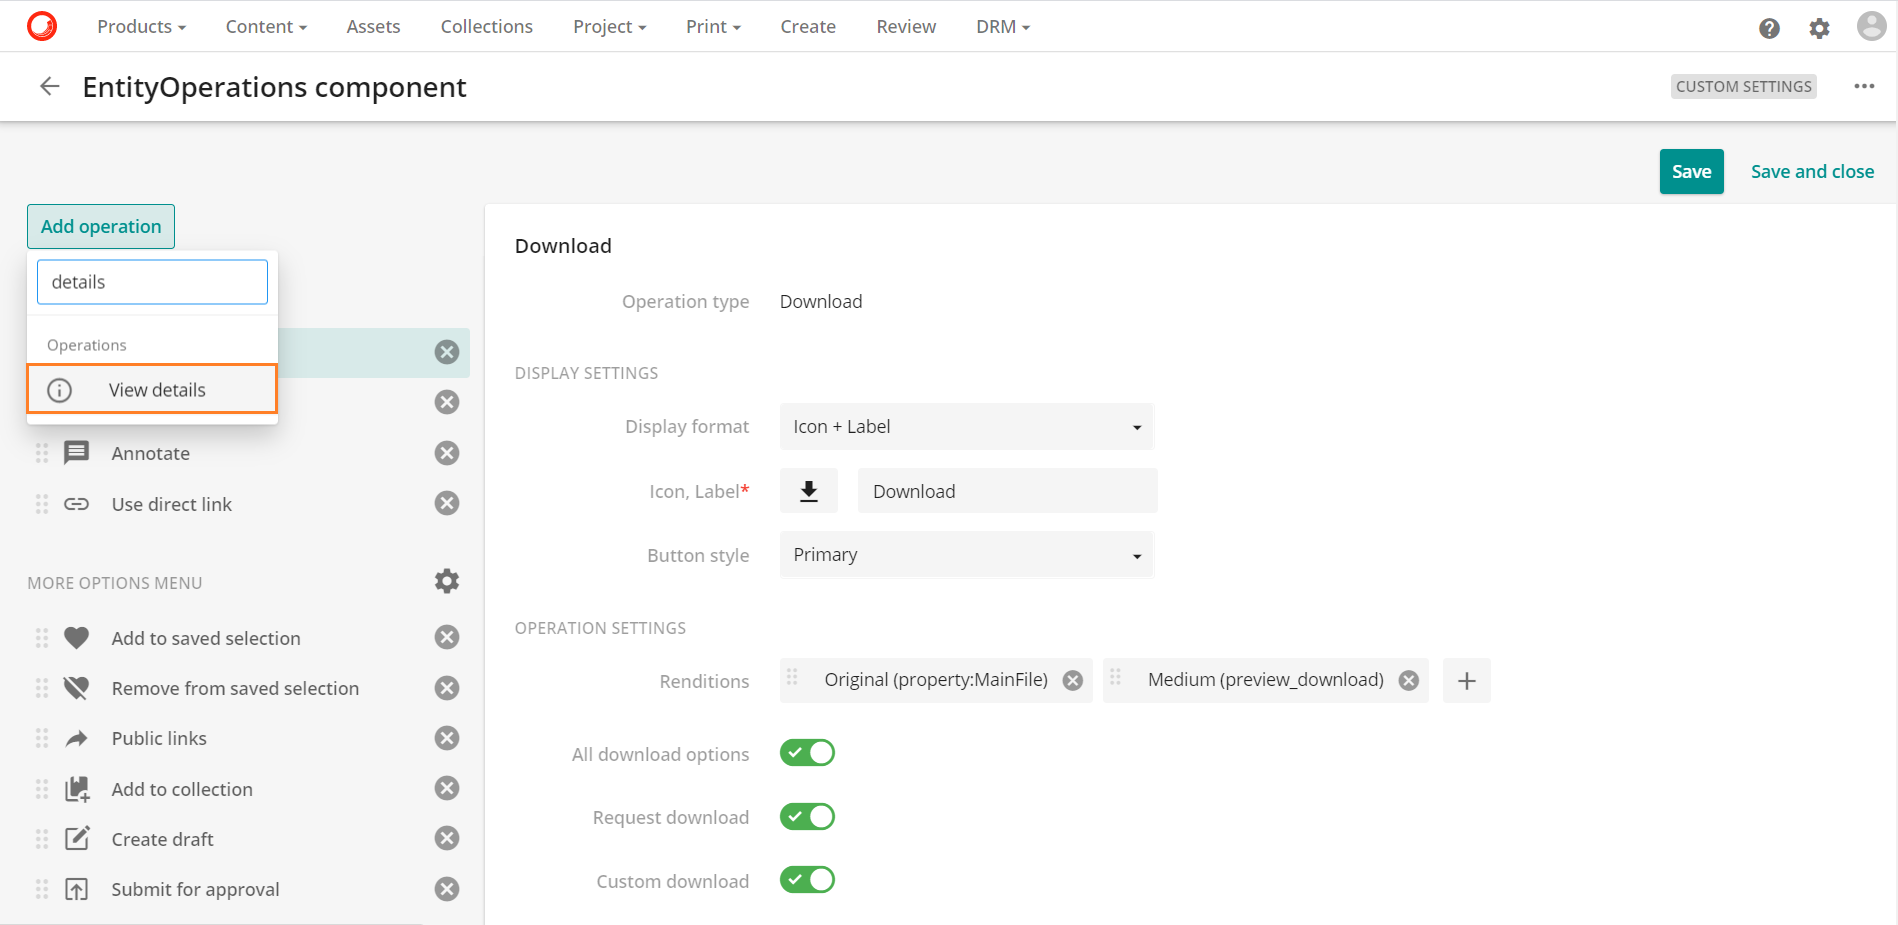 Products Content Assets Collections Project Print Create Review DRM
EntityOperations component
CUSTOM SETTINGS
Save Save and close
Add operation
details
Operations
View details
Annotate
Use direct link
MORE OPTIONS MENU
Add to saved selection
Remove from saved selection
Public links
Add to collection
Create draft
Submit for approval
Download
Operation type Download
DISPLAY SETTINGS
Display format Icon + Label
Icon, Label* Download
Button style Primary
OPERATION SETTINGS
Renditions Original (property:MainFile) Medium (preview_download)
All download options
Request download
Custom download